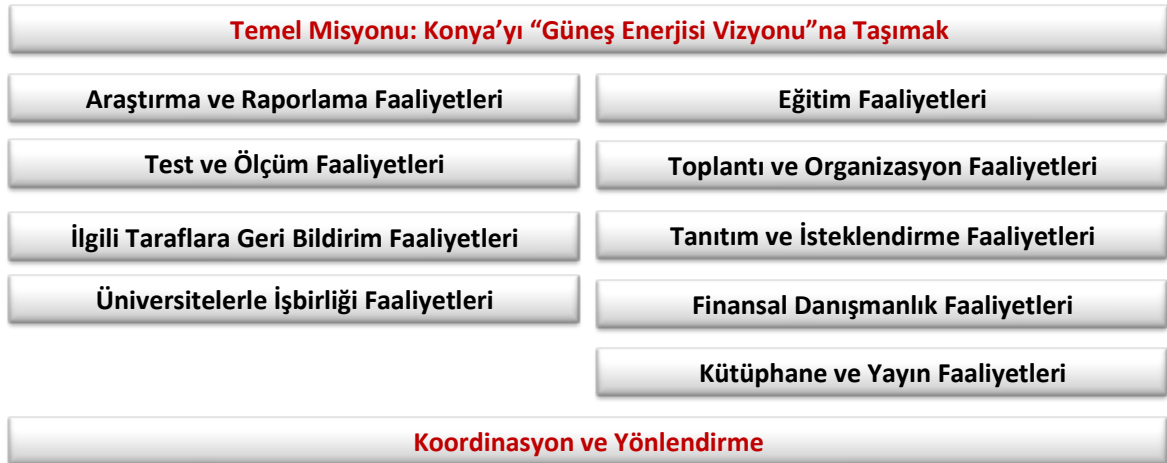 Temel Misyonu: Konya’yı “Güneş Enerjisi Vizyonu”na Taşımak
Araştırma ve Raporlama Faaliyetleri
Test ve Ölçüm Faaliyetleri
İlgili Taraflara Geri Bildirim Faaliyetleri
Üniversitelerle İşbirliği Faaliyetleri
Eğitim Faaliyetleri
Toplantı ve Organizasyon Faaliyetleri
Tanıtım ve İsteklendirme Faaliyetleri
Finansal Danışmanlık Faaliyetleri
Kütüphane ve Yayın Faaliyetleri
Koordinasyon ve Yönlendirme